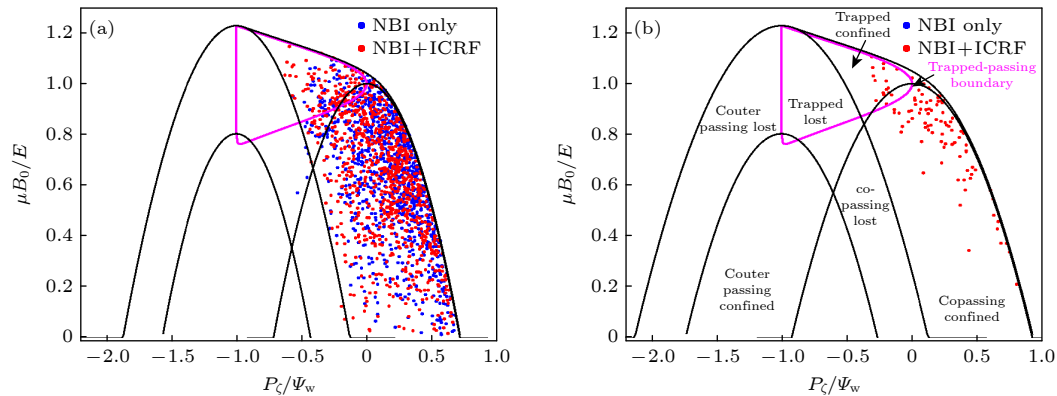 (a)
NBI only
NBI+ICRF
1.2
1.0
0.8
0.6
0.4
0.2
0
μB0/E
−2.0
−1.5
−1.0
−0.5
0
0.5
Pζ/Ψw
(b)
Trapped
confined
NBI only
NBI+ICRF
Trapped-passing
boundary
Couter
passing lost
Trapped
lost
co-
passing
lost
Couter
passing
confined
Copassing
confined
1.2
1.0
0.8
0.6
0.4
0.2
0
μB0/E
−2.0
−1.5
−1.0
−0.5
0
0.5
1.0
Pζ/Ψw